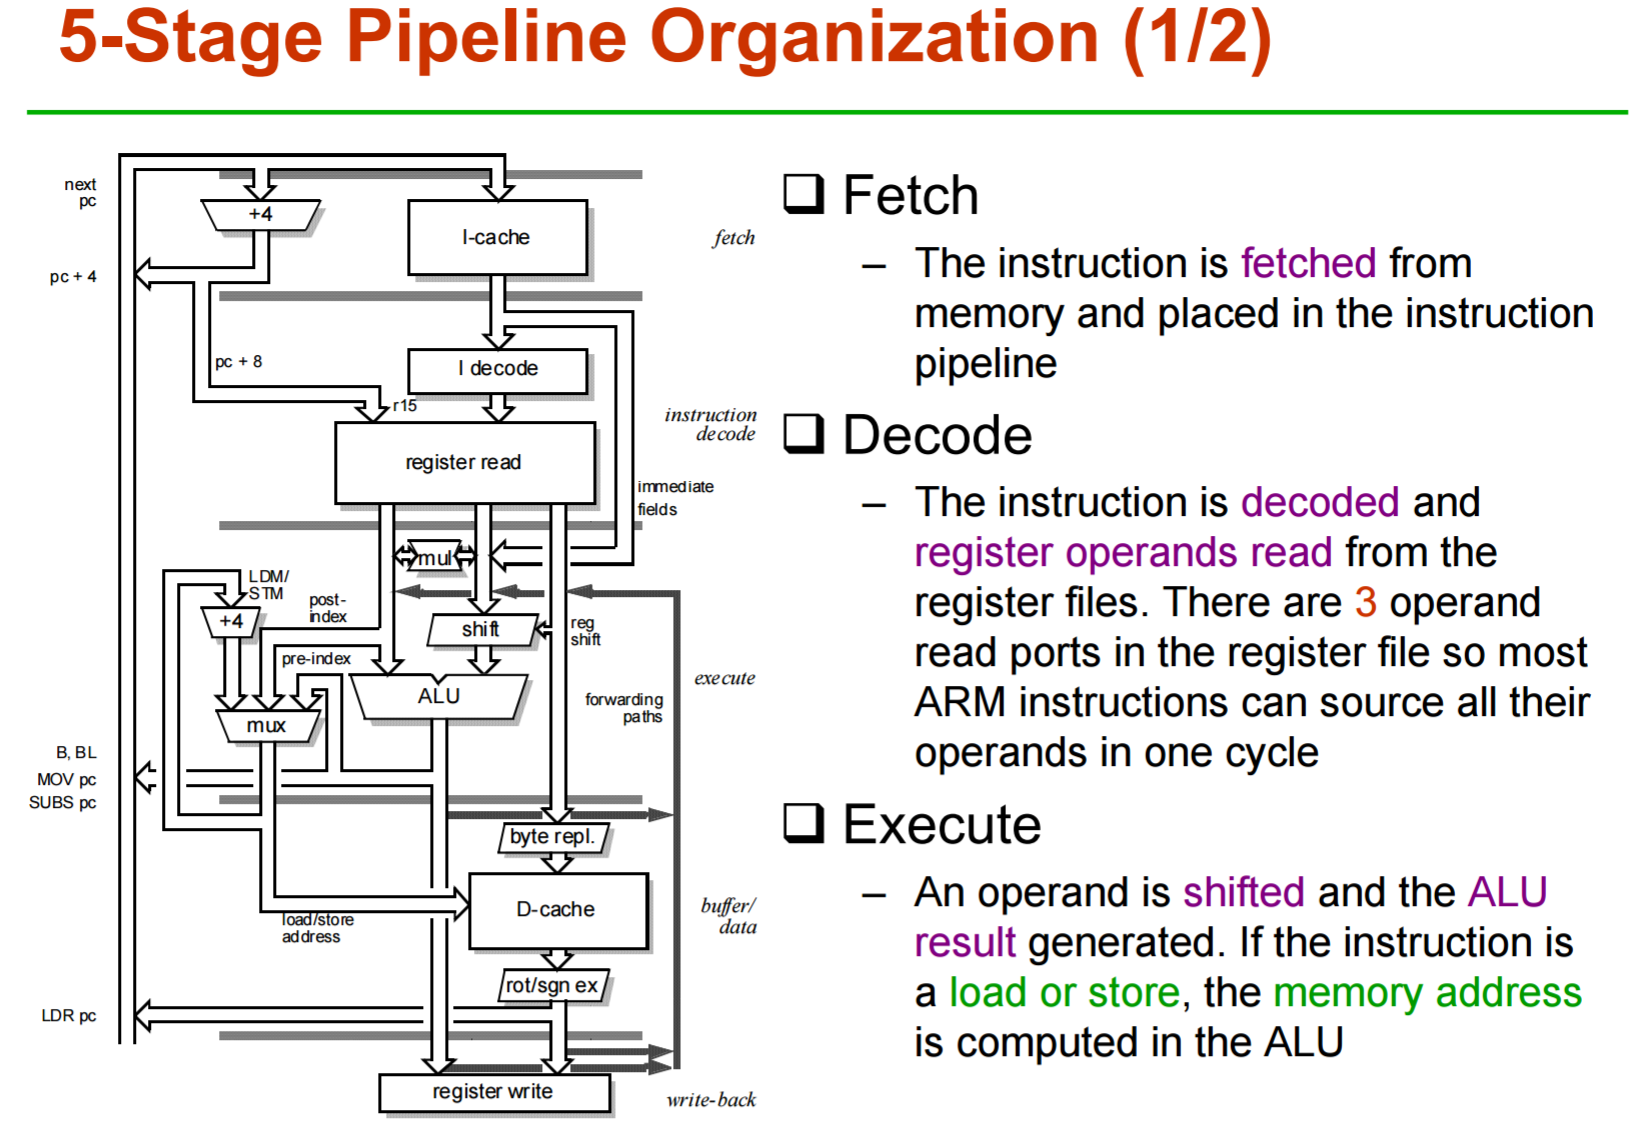 5-Stage Pipeline Organization (1/2)
next
pc
+4
I-cache
fetch
pc + 4
pc + 8
I decode
r15
instruction
decode
register read
immediate
fields
mul
LDM/
STM
post-
index
+4
shift
reg
shift
pre-index
ALU
execute
forwarding
paths
mux
B, BL
MOV pc
SUBS pc
byte repl.
D-cache
buffer/
data
load/store
address
rot/sgn ex
LDR pc
register write
write-back
Fetch
– The instruction is fetched from
memory and placed in the instruction
pipeline
Decode
– The instruction is decoded and
register operands read from the
register files. There are 3 operand
read ports in the register file so most
ARM instructions can source all their
operands in one cycle
Execute
– An operand is shifted and the ALU
result generated. If the instruction is
a load or store, the memory address
is computed in the ALU